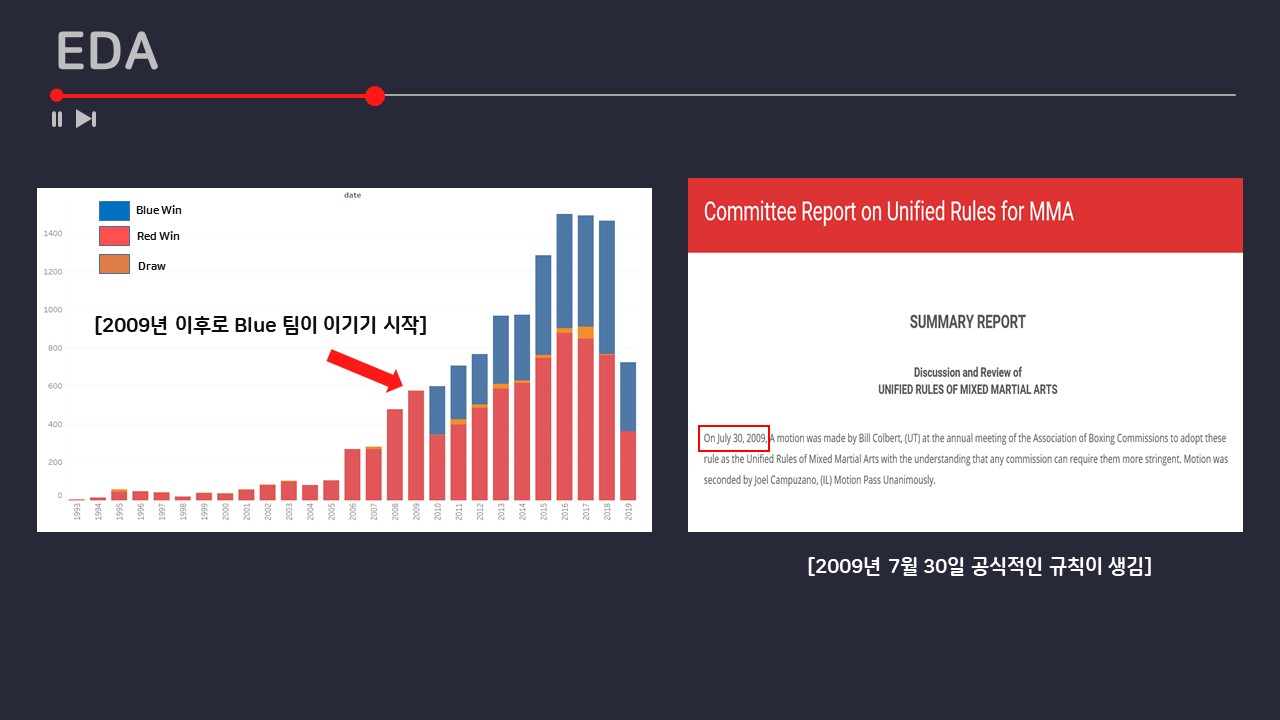 EDA
date
Blue Win
Red Win
Draw
1400
1200
1000
800
600
400
200
0
[2009년 이후로 Blue 팀이 이기기 시작]
1993 1994 1995 1996 1997 1998 1999 2000 2001 2002 2003 2004 2005 2006 2007 2008 2009 2010 2011 2012 2013 2014 2015 2016 2017 2018 2019
Committee Report on Unified Rules for MMA
SUMMARY REPORT
Discussion and Review of
UNIFIED RULES OF MIXED MARTIAL ARTS
On July 30, 2009, A motion was made by Bill Colbert, (UT) at the annual meeting of the Association of Boxing Commissions to adopt these
rule as the Unified Rules of Mixed Martial Arts with the understanding that any commission can require them more stringent. Motion was
seconded by Joel Campuzano, (IL) Motion Pass Unanimously.
[2009년 7월 30일 공식적인 규칙이 생김]